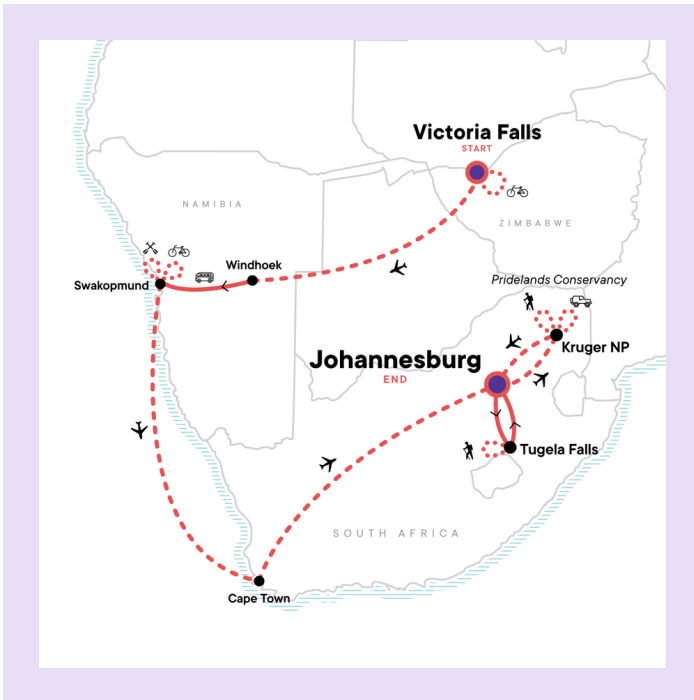 Victoria Falls
START
NAMIBIA
ZIMBABWE
Windhoek
Swakopmund
Pridelands Conservancy
Kruger NP
Johannesburg
END
Tugela Falls
SOUTH AFRICA
Cape Town